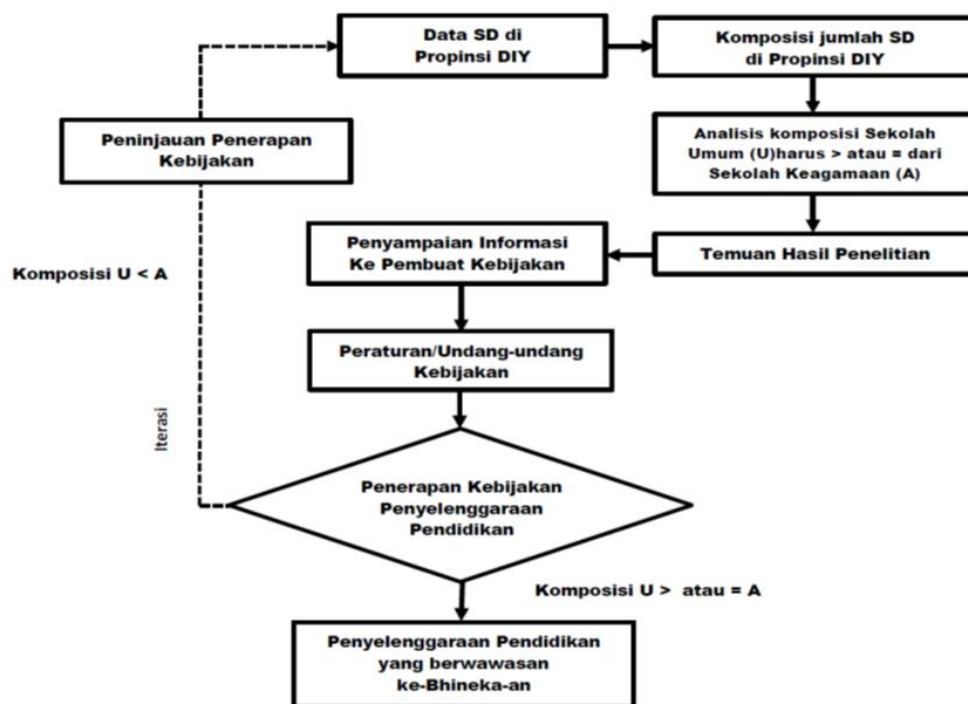 Data SD di
Propinsi DIY
Komposisi jumlah SD
di Propinsi DIY
Analisis komposisi Sekolah
Umum (U)harus > atau = dari
Sekolah Keagamaan (A)
Temuan Hasil Penelitian
Penyampaian Informasi
Ke Pembuat Kebijakan
Peraturan/Undang-undang
Kebijakan
Penerapan Kebijakan
Penyelenggaraan
Pendidikan
Komposisi U > atau = A
Penyelenggaraan Pendidikan
yang berwawasan
ke-Bhineka-an
Iterasi
Komposisi U < A
Peninjauan Penerapan
Kebijakan